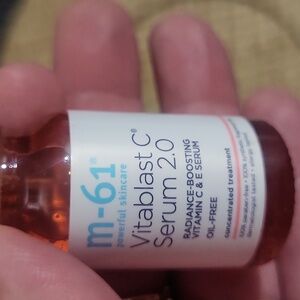 m-61®
powerful skincare
Vitablast C®
Serum 2.0
RADIANCE-BOOSTING
VITAMIN C & E SERUM
OIL-FREE
concentrated treatment